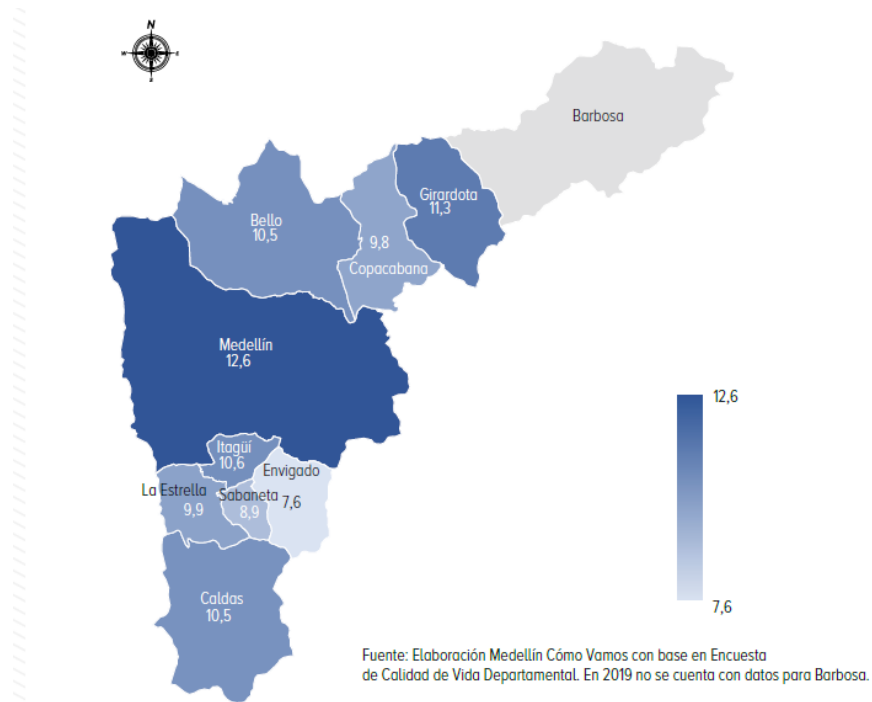 N
W
E
S
Barbosa
Girardota
11,3
Bello
10,5
9,8
Copacabana
Medellín
12,6
12,6
Itagüí
10,6
Envigado
La Estrella
Sabaneta
9,9
8,9
7,6
7,6
Caldas
10,5
Fuente: Elaboración Medellín Cómo Vamos con base en Encuesta
de Calidad de Vida Departamental. En 2019 no se cuenta con datos para Barbosa.